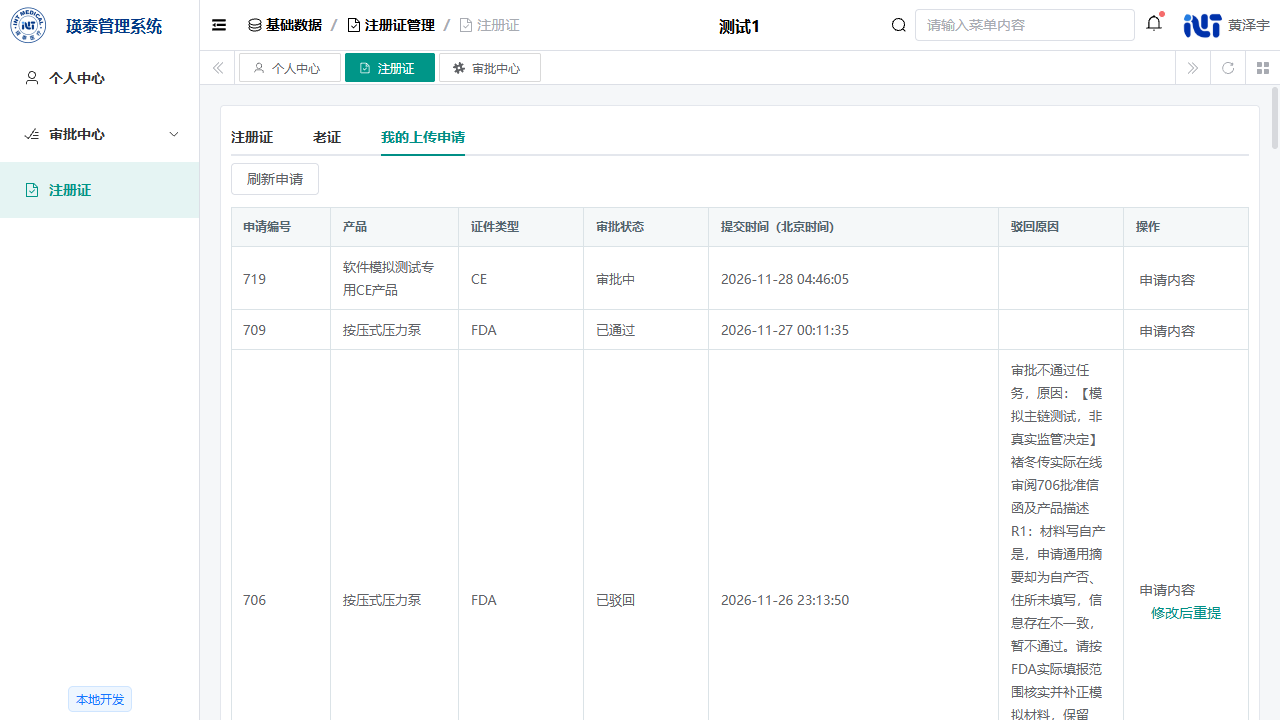 瑛泰管理系统
基础数据 / 注册证管理 / 注册证
测试1
请输入菜单内容
黄泽宇
个人中心
审批中心
注册证
个人中心
注册证
审批中心
注册证
老证
我的上传申请
刷新申请
申请编号 产品 证件类型 审批状态 提交时间（北京时间） 驳回原因 操作
719 软件模拟测试专
用CE产品 CE 审批中 2026-11-28 04:46:05 申请内容
709 按压式压力泵 FDA 已通过 2026-11-27 00:11:35 申请内容
706 按压式压力泵 FDA 已驳回 2026-11-26 23:13:50
审批不通过任
务，原因：【模
拟主链测试，非
真实监管决定】
褚冬传实际在线
审阅706批准信
函及产品描述
R1：材料写自产
是，申请通用摘
要却为自产否、
住所未填写，信
息存在不一致，
暂不通过。请按
FDA实际填报范
围核实并补正模
拟材料，保留
申请内容
修改后重提
本地开发